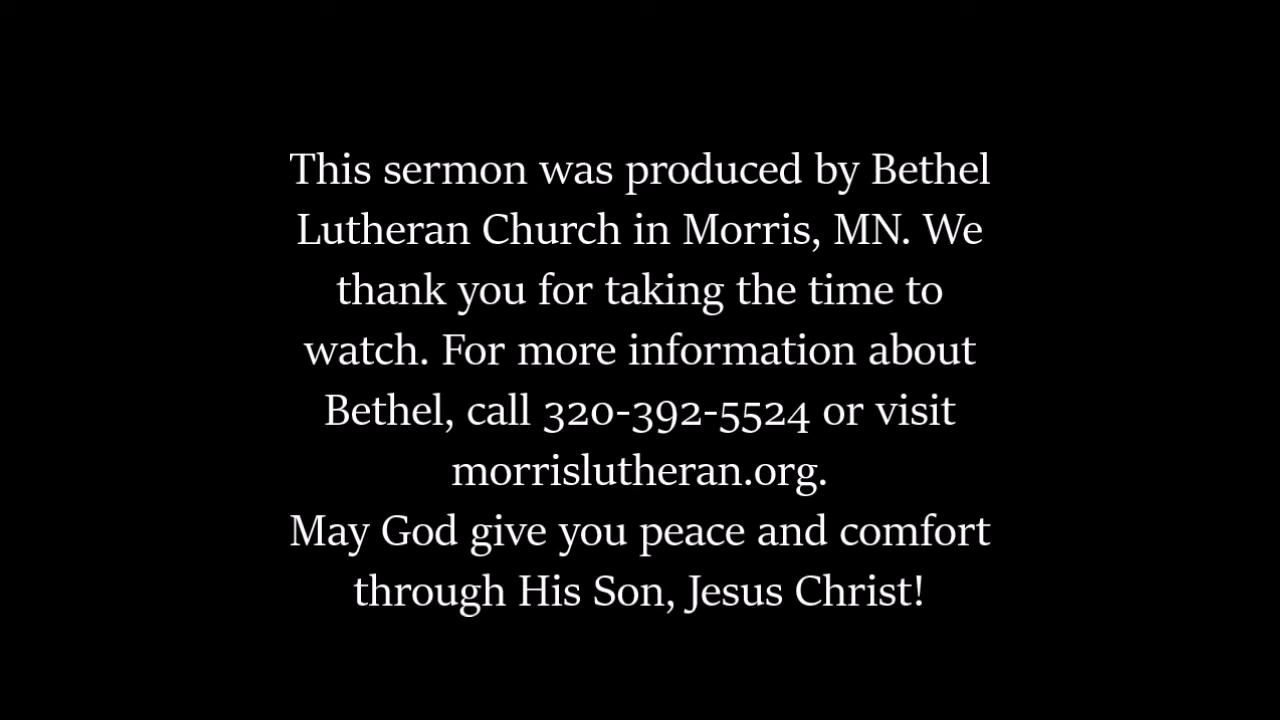 This sermon was produced by Bethel
Lutheran Church in Morris, MN. We
thank you for taking the time to
watch. For more information about
Bethel, call 320-392-5524 or visit
morrislutheran.org.
May God give you peace and comfort
through His Son, Jesus Christ!